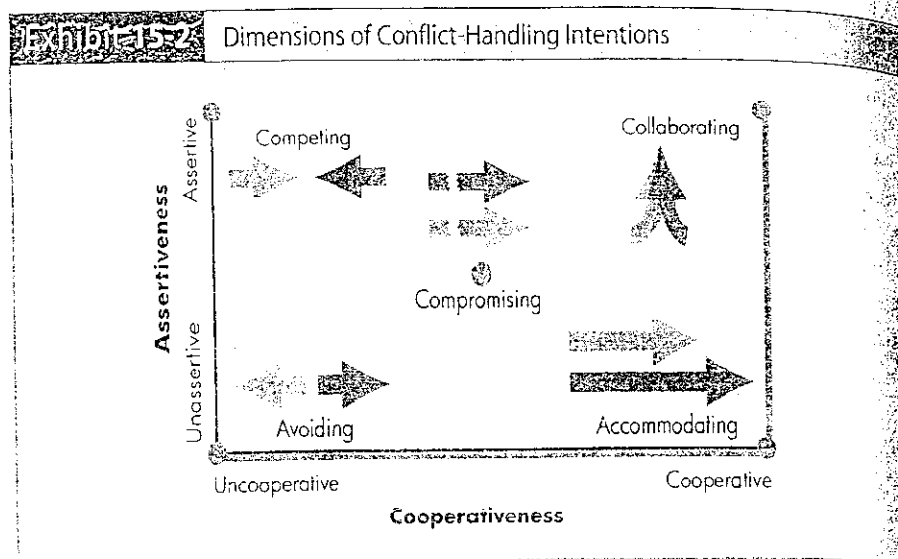 Exhibit 15-2 Dimensions of Conflict-Handling Intentions
Competing
Collaborating
Assertive
Assertiveness
Compromising
Unassertive
Avoiding
Accommodating
Uncooperative
Cooperative
Cooperativeness